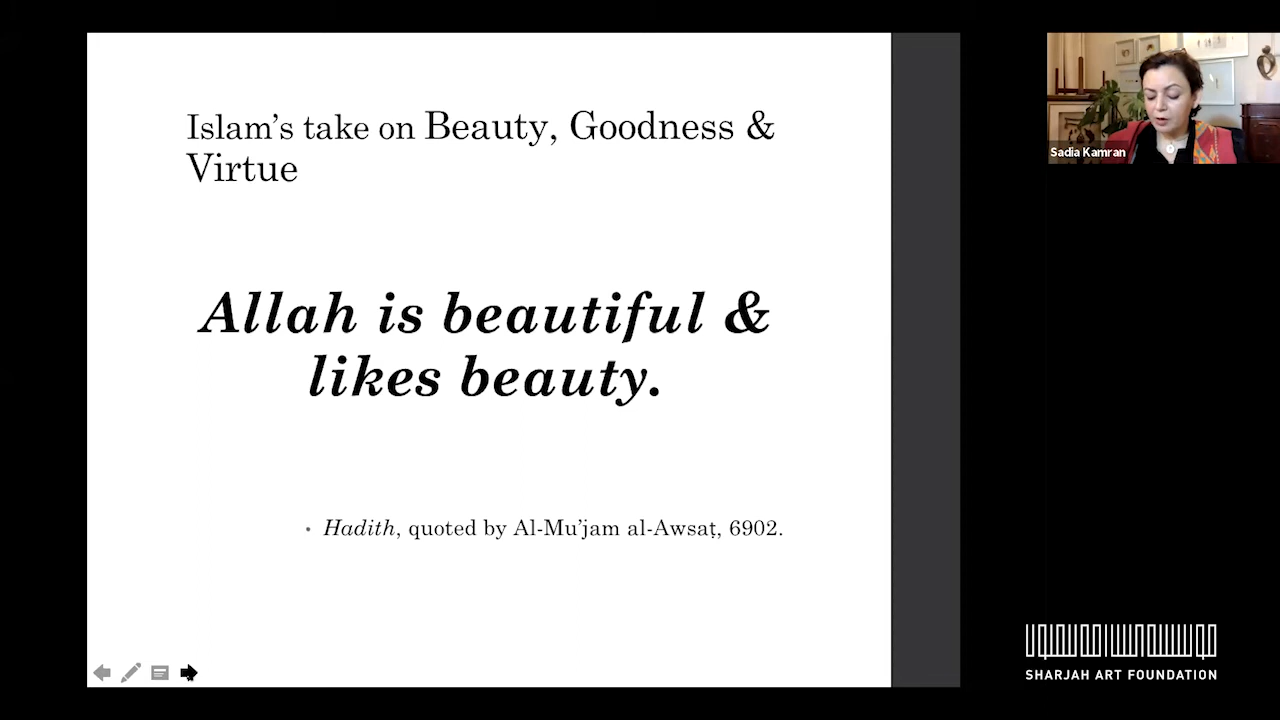 Islam’s take on Beauty, Goodness &
Virtue
Allah is beautiful &
likes beauty.
• Hadith, quoted by Al-Mu’jam al-Awsaṭ, 6902.
Sadia Kamran
SHARJAH ART FOUNDATION